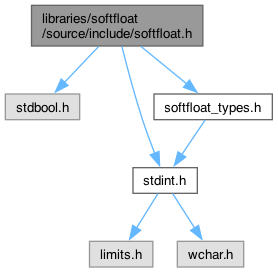 libraries/softfloat
/source/include/softfloat.h
stdbool.h
softfloat_types.h
stdint.h
limits.h
wchar.h